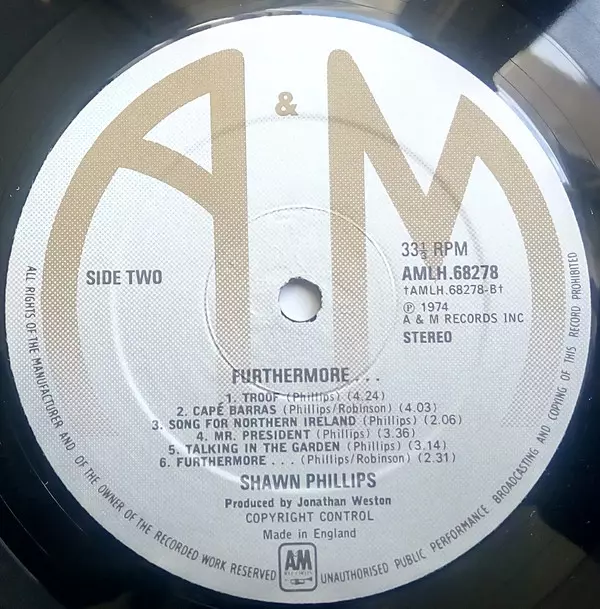 A & M
SIDE TWO
33⅓ RPM
AMLH.68278
†AMLH.68278-B†
℗ 1974
A & M RECORDS INC
STEREO
FURTHERMORE . . .
1. TROOF (Phillips) (4.24)
2. CAPÉ BARRAS (Phillips/Robinson) (4.03)
3. SONG FOR NORTHERN IRELAND (Phillips) (2.06)
4. MR. PRESIDENT (Phillips) (3.36)
5. TALKING IN THE GARDEN (Phillips) (3.14)
6. FURTHERMORE . . . (Phillips/Robinson) (2.31)
SHAWN PHILLIPS
Produced by Jonathan Weston
COPYRIGHT CONTROL
Made in England
AM
RECORDS
ALL RIGHTS OF THE MANUFACTURER AND OF THE OWNER OF THE RECORDED WORK RESERVED
UNAUTHORISED PUBLIC PERFORMANCE BROADCASTING AND COPYING OF THIS RECORD PROHIBITED